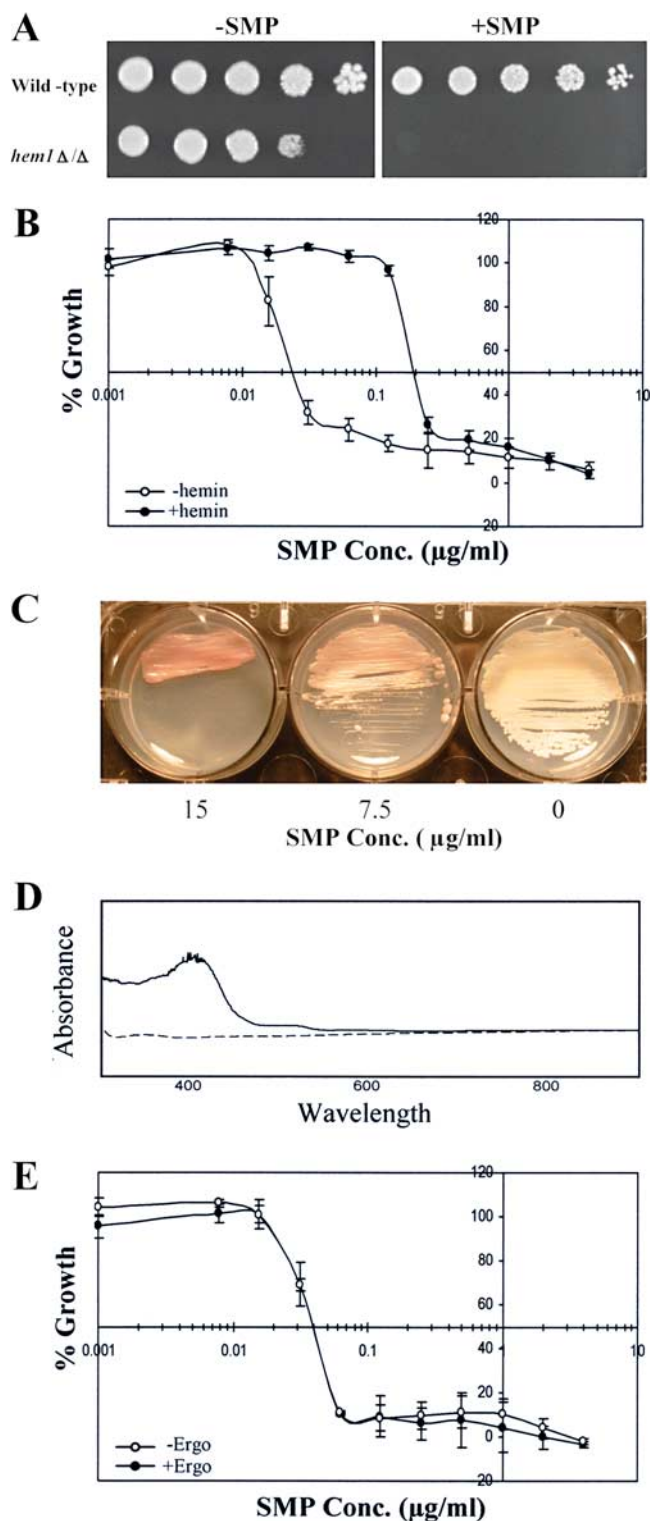 A
-SMP
+SMP
Wild -type
hem1 Δ/Δ
B
120
100
80
60
0.001
0.01
0.1
10
40
20
0
20
% Growth
-hemin
+hemin
SMP Conc. (µg/ml)
C
15
7.5
0
SMP Conc. ( µg/ml)
D
Absorbance
400
600
800
Wavelength
E
120
100
80
60
0.001
0.01
0.1
10
40
20
0
20
% Growth
-Ergo
+Ergo
SMP Conc. (µg/ml)